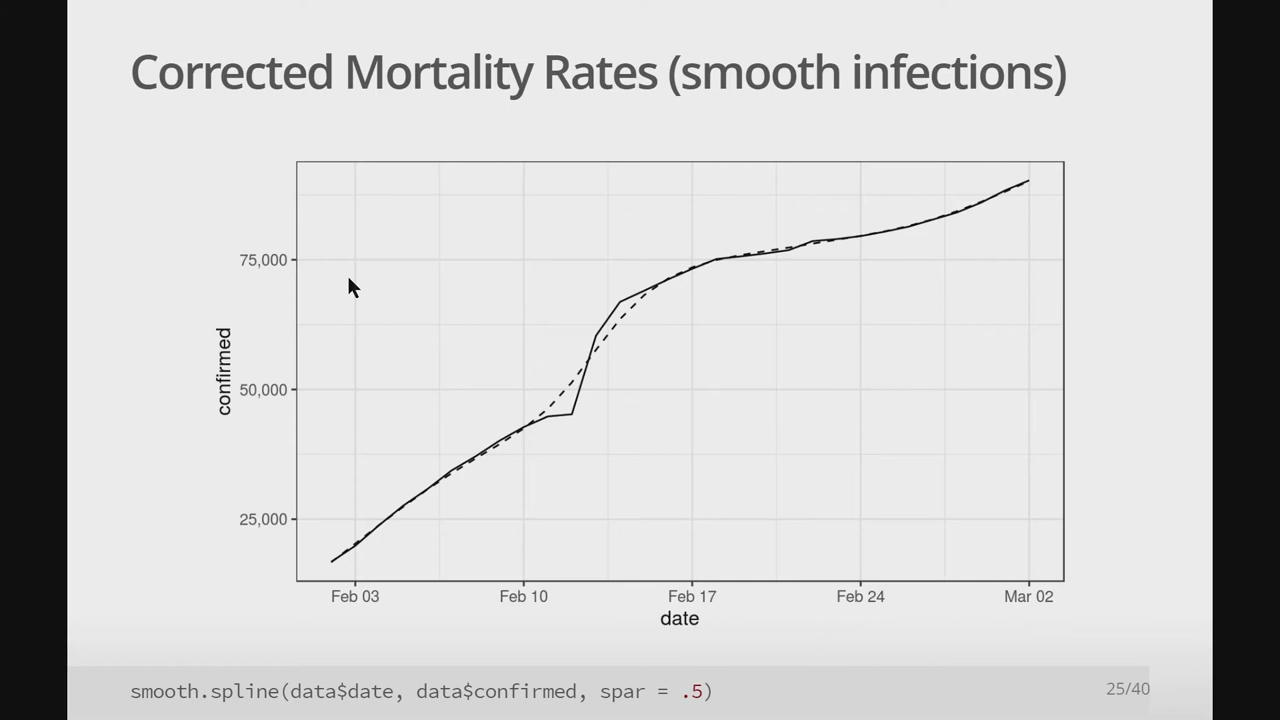 Corrected Mortality Rates (smooth infections)
confirmed
75,000
50,000
25,000
Feb 03 Feb 10 Feb 17 Feb 24 Mar 02
date
smooth.spline(data$date, data$confirmed, spar = .5)
25/40